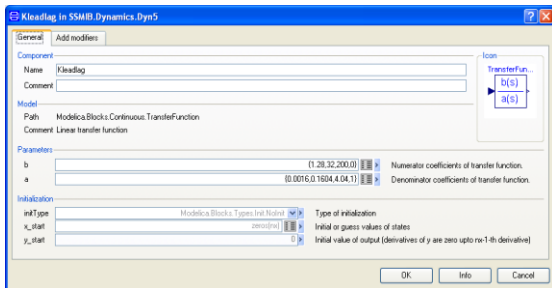 Kleadlag in SSMIB.Dynamics.Dyn5
General Add modifiers
Component
Name Kleadlag
Comment
Icon
TransferFun...
b(s)
a(s)
Model
Path Modelica.Blocks.Continuous.TransferFunction
Comment Linear transfer function
Parameters
b {1.28,32,200,0} Numerator coefficients of transfer function.
a {0.0016,0.1604,4.04,1} Denominator coefficients of transfer function.
Initialization
initType Modelica.Blocks.Types.Init.NoInit Type of initialization
x_start zeros(nx) Initial or guess values of states
y_start 0 Initial value of output (derivatives of y are zero upto nx-1-th derivative)
OK Info Cancel